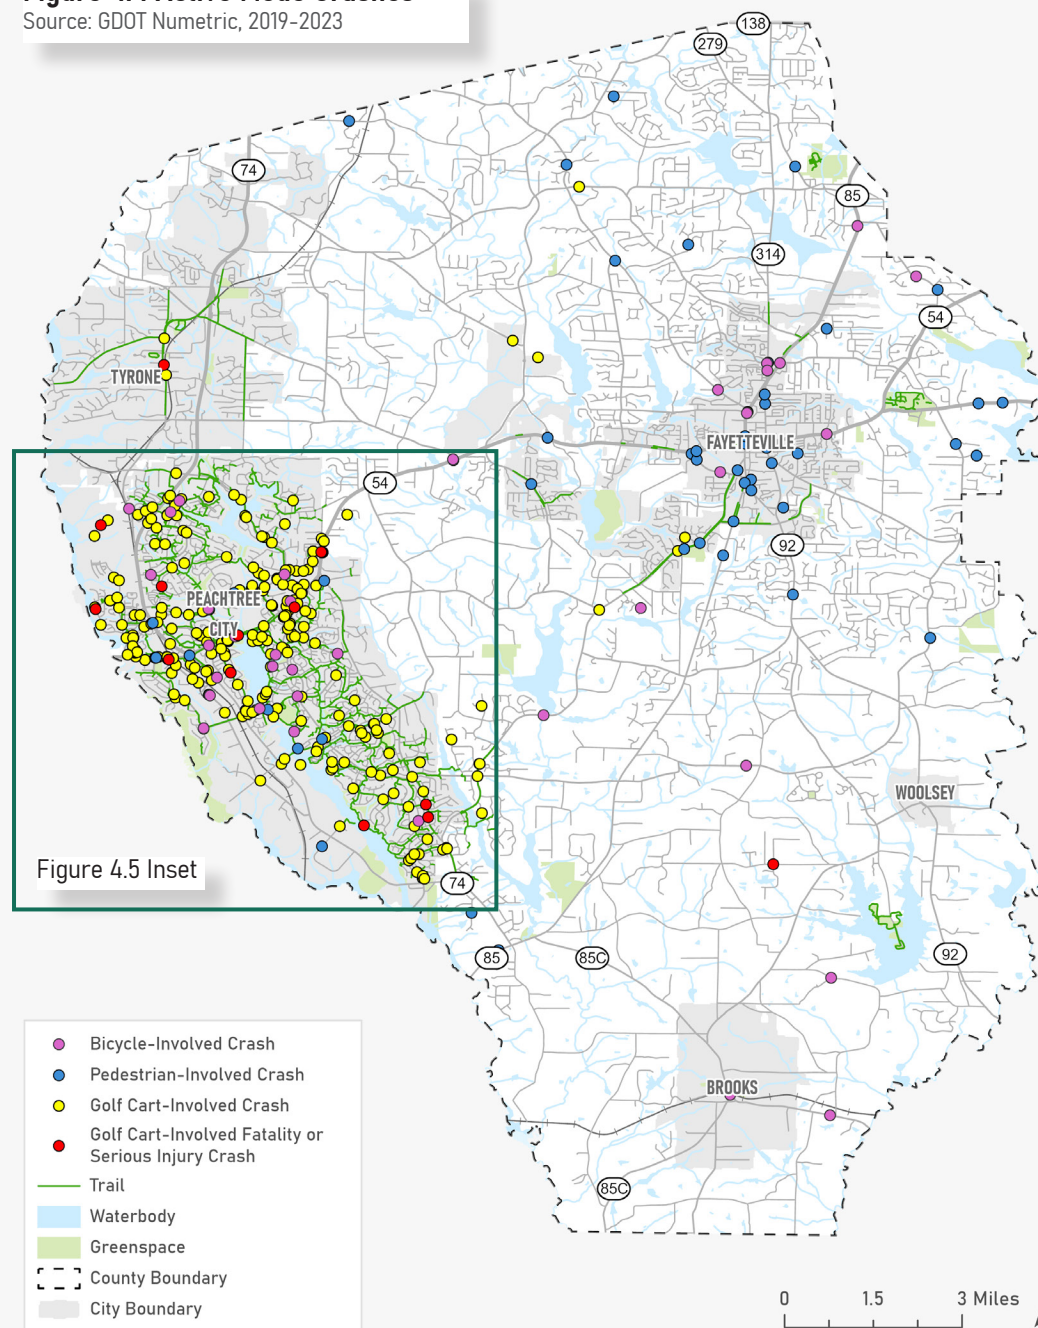 Source: GDOT Numetric, 2019-2023
138
279
74
85
314
54
TYRONE
FAYETTEVILLE
54
92
PEACHTREE
CITY
WOOLSEY
Figure 4.5 Inset
74
85
85C
92
BROOKS
85C
Bicycle-Involved Crash
Pedestrian-Involved Crash
Golf Cart-Involved Crash
Golf Cart-Involved Fatality or
Serious Injury Crash
Trail
Waterbody
Greenspace
County Boundary
City Boundary
0 1.5 3 Miles